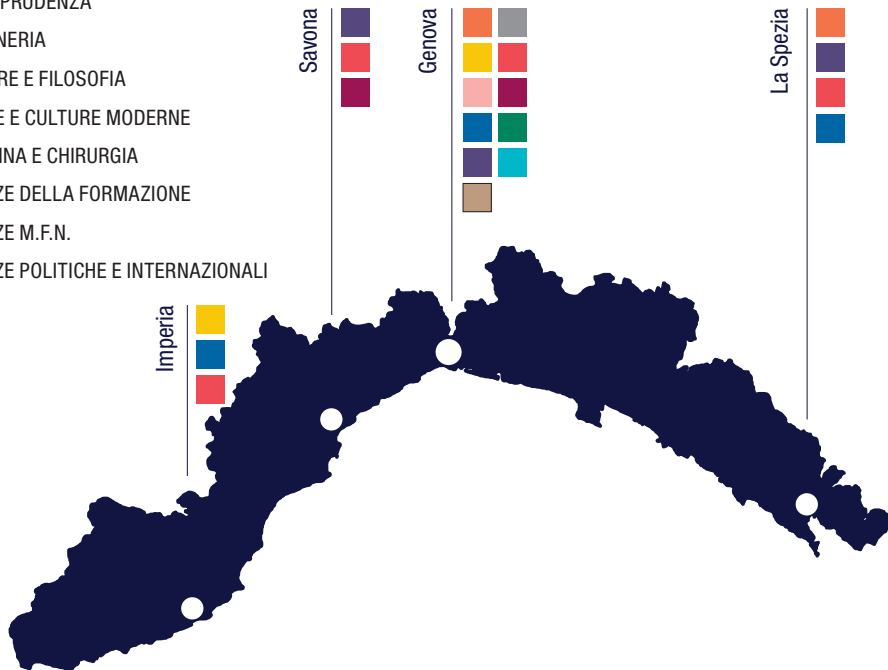 PRUDENZA
NERIA
RE E FILOSOFIA
E E CULTURE MODERNE
INA E CHIRURGIA
ZE DELLA FORMAZIONE
ZE M.F.N.
ZE POLITICHE E INTERNAZIONALI
Imperia
Savona
Genova
La Spezia